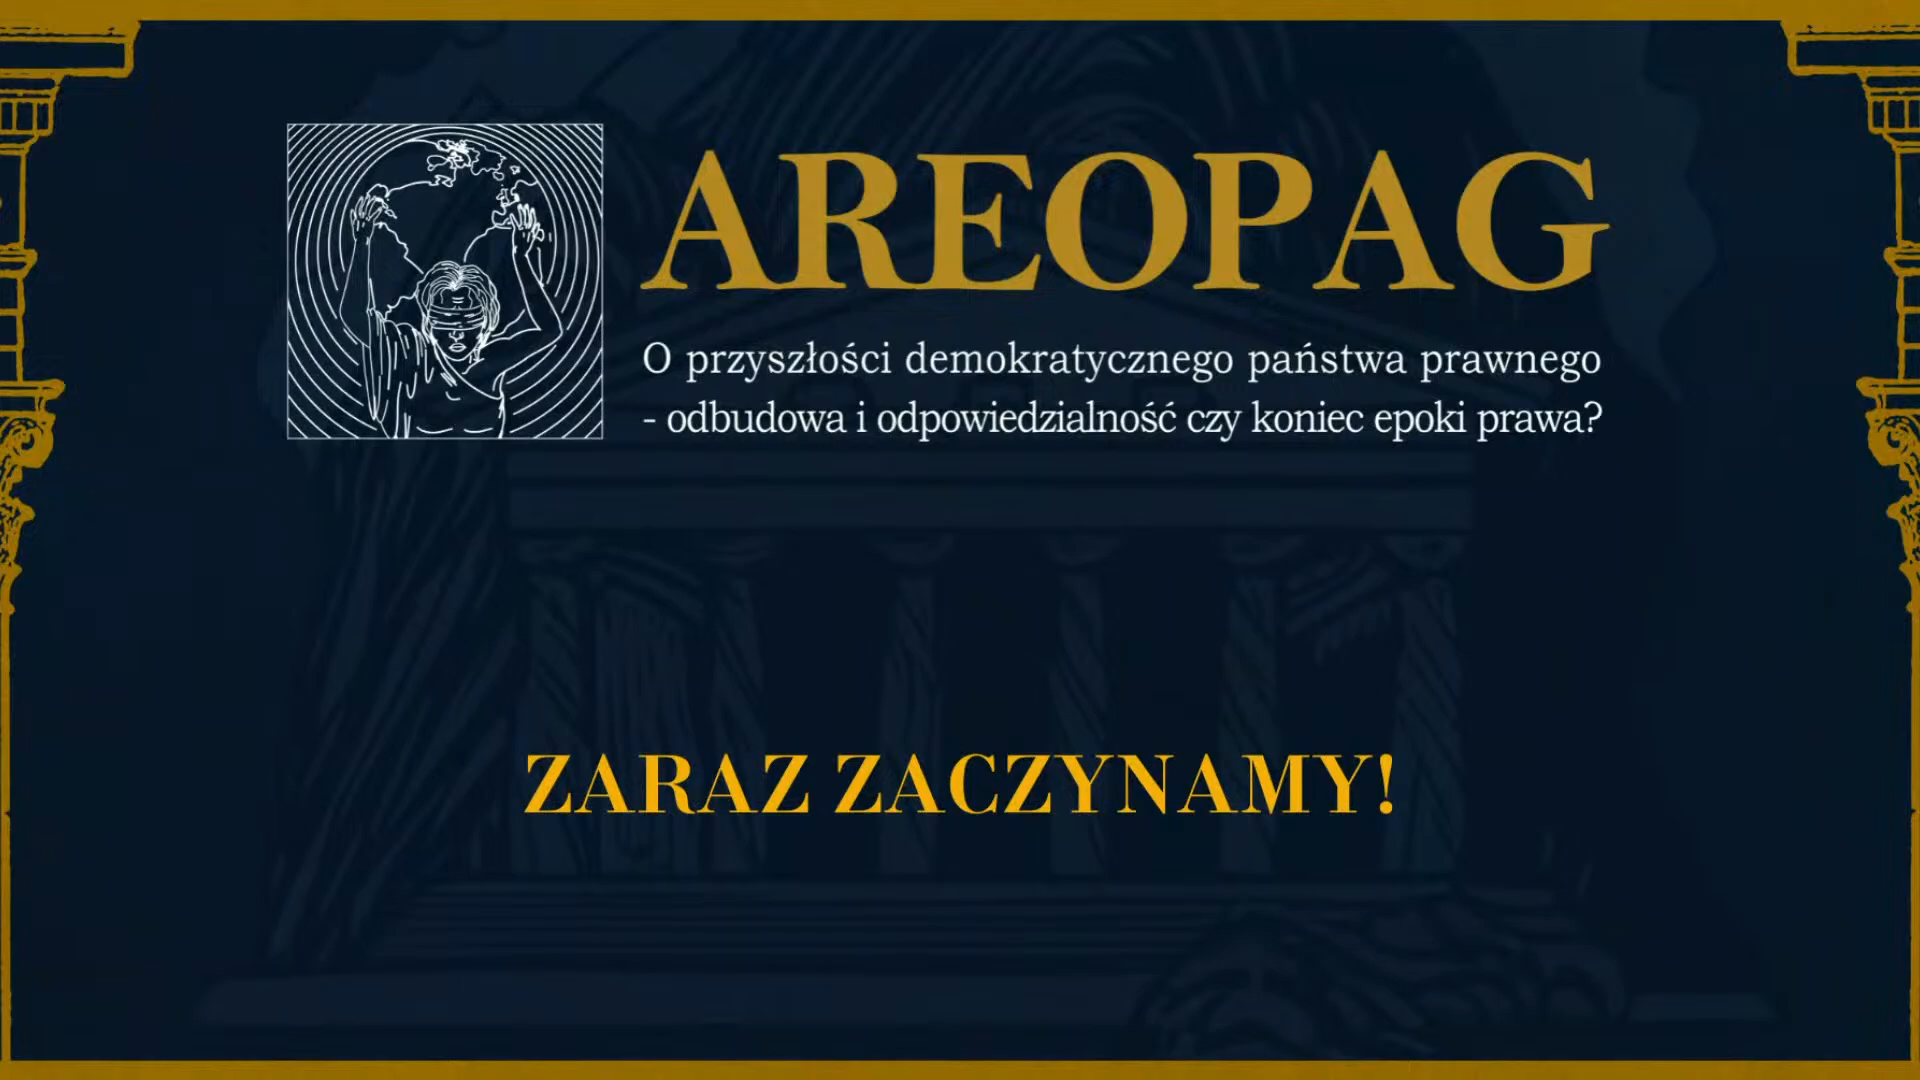 AREOPAG
O przyszłości demokratycznego państwa prawnego
- odbudowa i odpowiedzialność czy koniec epoki prawa?
ZARAZ ZACZYNAMY!